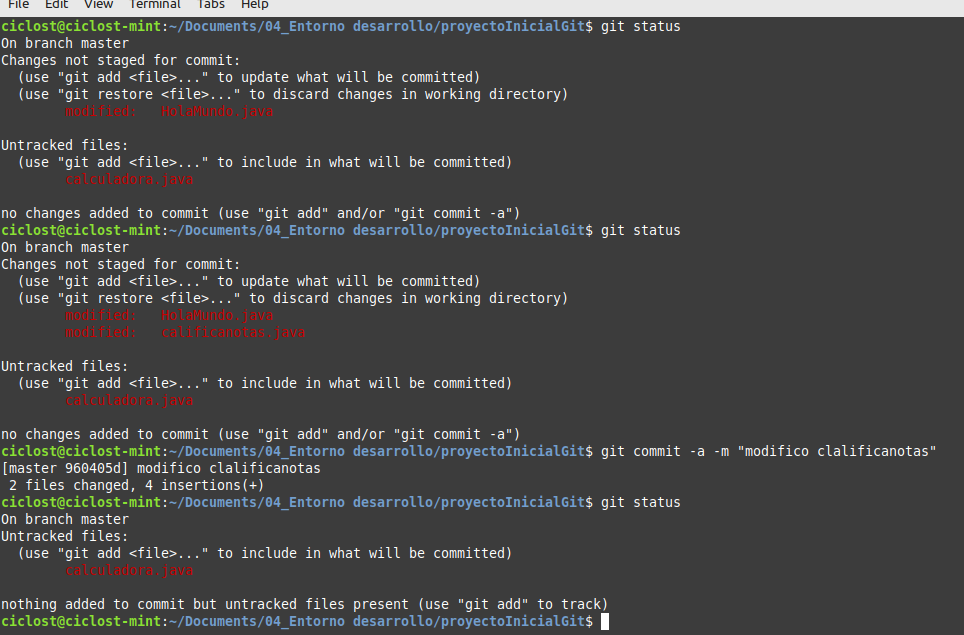 File Edit View Terminal Tabs Help
ciclost@ciclost-mint:~/Documents/04_Entorno desarrollo/proyectoInicialGit$ git status
On branch master
Changes not staged for commit:
  (use "git add <file>..." to update what will be committed)
  (use "git restore <file>..." to discard changes in working directory)
        modified:   HolaMundo.java

Untracked files:
  (use "git add <file>..." to include in what will be committed)
        calculadora.java

no changes added to commit (use "git add" and/or "git commit -a")
ciclost@ciclost-mint:~/Documents/04_Entorno desarrollo/proyectoInicialGit$ git status
On branch master
Changes not staged for commit:
  (use "git add <file>..." to update what will be committed)
  (use "git restore <file>..." to discard changes in working directory)
        modified:   HolaMundo.java
        modified:   calificanotas.java

Untracked files:
  (use "git add <file>..." to include in what will be committed)
        calculadora.java

no changes added to commit (use "git add" and/or "git commit -a")
ciclost@ciclost-mint:~/Documents/04_Entorno desarrollo/proyectoInicialGit$ git commit -a -m "modifico clalificanotas"
[master 960405d] modifico clalificanotas
 2 files changed, 4 insertions(+)
ciclost@ciclost-mint:~/Documents/04_Entorno desarrollo/proyectoInicialGit$ git status
On branch master
Untracked files:
  (use "git add <file>..." to include in what will be committed)
        calculadora.java

nothing added to commit but untracked files present (use "git add" to track)
ciclost@ciclost-mint:~/Documents/04_Entorno desarrollo/proyectoInicialGit$